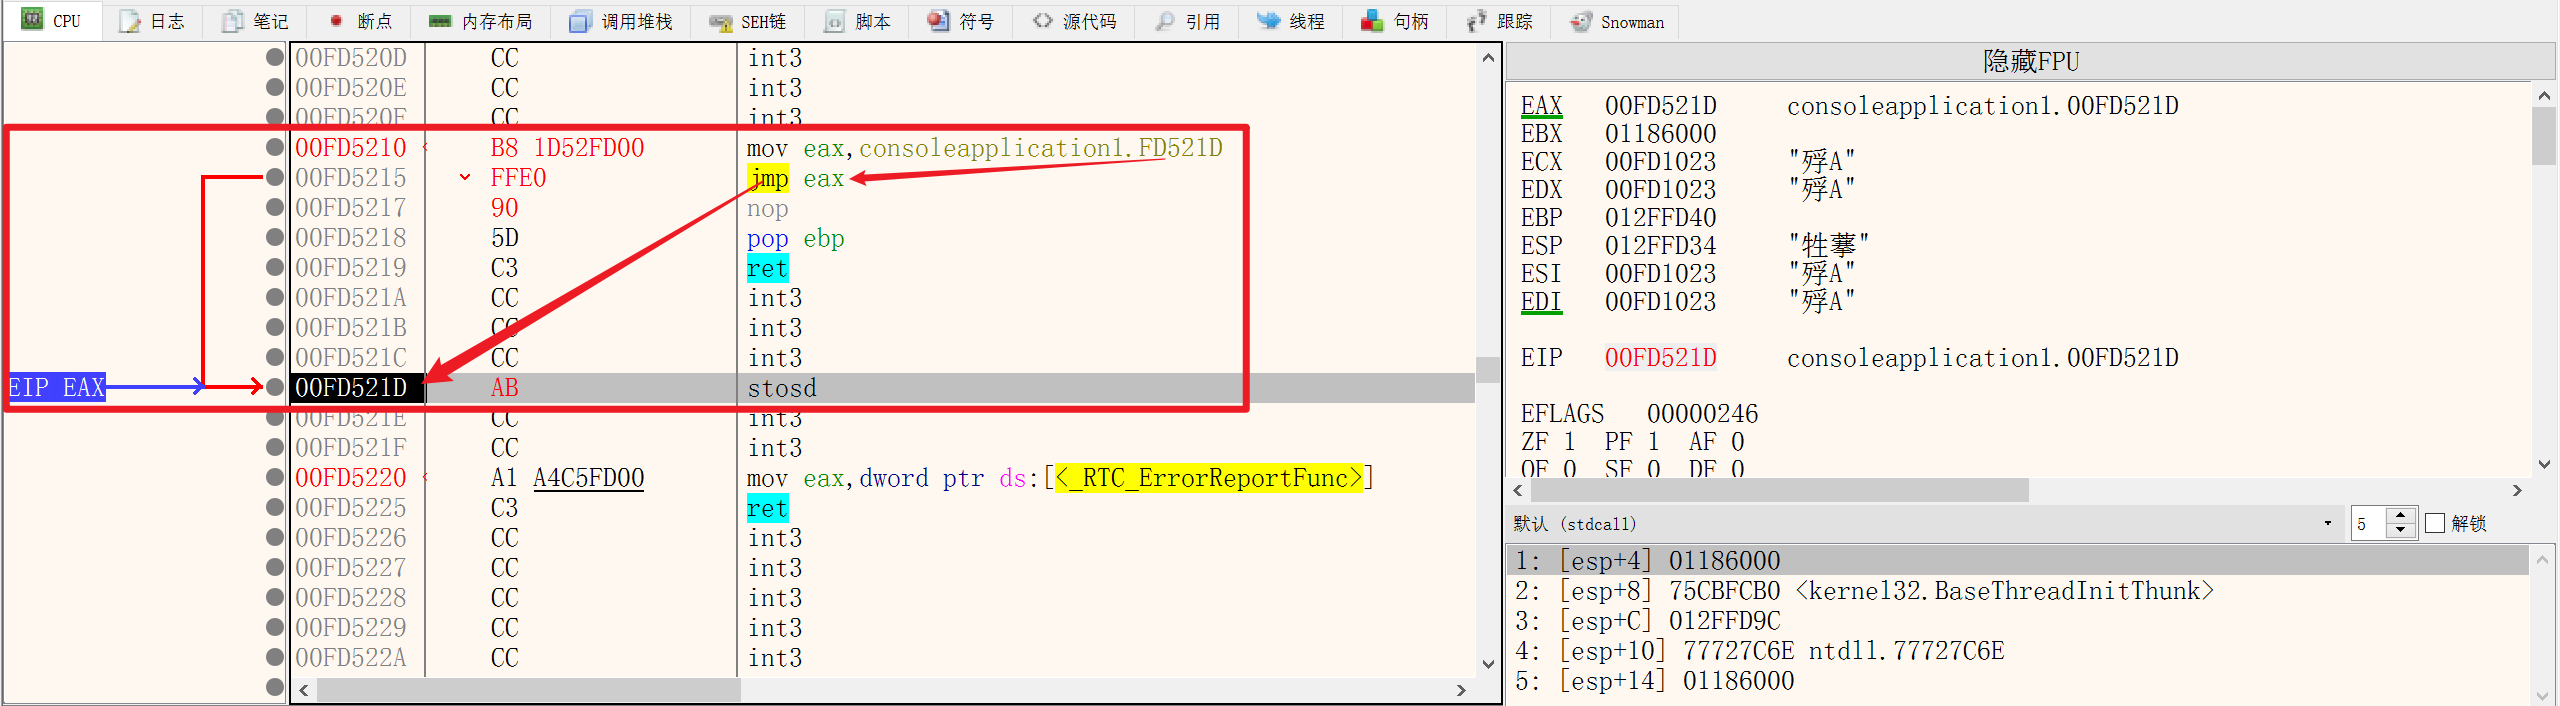 CPU 日志 笔记 断点 内存布局 调用堆栈 SEH链 脚本 符号 源代码 引用 线程 句柄 跟踪 Snowman
00FD520D CC int3
00FD520E CC int3
00FD520F CC int3
00FD5210 B8 1D52FD00 mov eax,consoleapplication1.FD521D
00FD5215 FFE0 jmp eax
00FD5217 90 nop
00FD5218 5D pop ebp
00FD5219 C3 ret
00FD521A CC int3
00FD521B CC int3
00FD521C CC int3
EIP EAX 00FD521D AB stosd
00FD521E CC int3
00FD521F CC int3
00FD5220 A1 A4C5FD00 mov eax,dword ptr ds:[<_RTC_ErrorReportFunc>]
00FD5225 C3 ret
00FD5226 CC int3
00FD5227 CC int3
00FD5228 CC int3
00FD5229 CC int3
00FD522A CC int3
隐藏FPU
EAX 00FD521D consoleapplication1.00FD521D
EBX 01186000
ECX 00FD1023 "殍A"
EDX 00FD1023 "殍A"
EBP 012FFD40
ESP 012FFD34
ESI 00FD1023 "殍A"
EDI 00FD1023 "殍A"
EIP 00FD521D consoleapplication1.00FD521D
EFLAGS 00000246
ZF 1 PF 1 AF 0
OF 0 SF 0 DF 0
默认 (stdcall) 5 解锁
1: [esp+4] 01186000
2: [esp+8] 75CBFCB0 <kernel32.BaseThreadInitThunk>
3: [esp+C] 012FFD9C
4: [esp+10] 77727C6E ntdll.77727C6E
5: [esp+14] 01186000